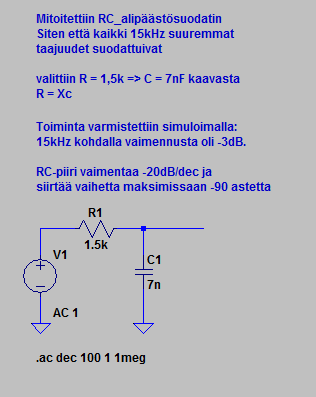 Mitoitettiin RC_alipäästösuodatin
Siten että kaikki 15kHz suuremmat
taajuudet suodattuivat
valittiin R = 1,5k => C = 7nF kaavasta
R = Xc
Toiminta varmistettiin simuloimalla:
15kHz kohdalla vaimennusta oli -3dB.
RC-piiri vaimentaa -20dB/dec ja
siirtää vaihetta maksimissaan -90 astetta
R1
1.5k
V1
C1
7n
AC 1
.ac dec 100 1 1meg